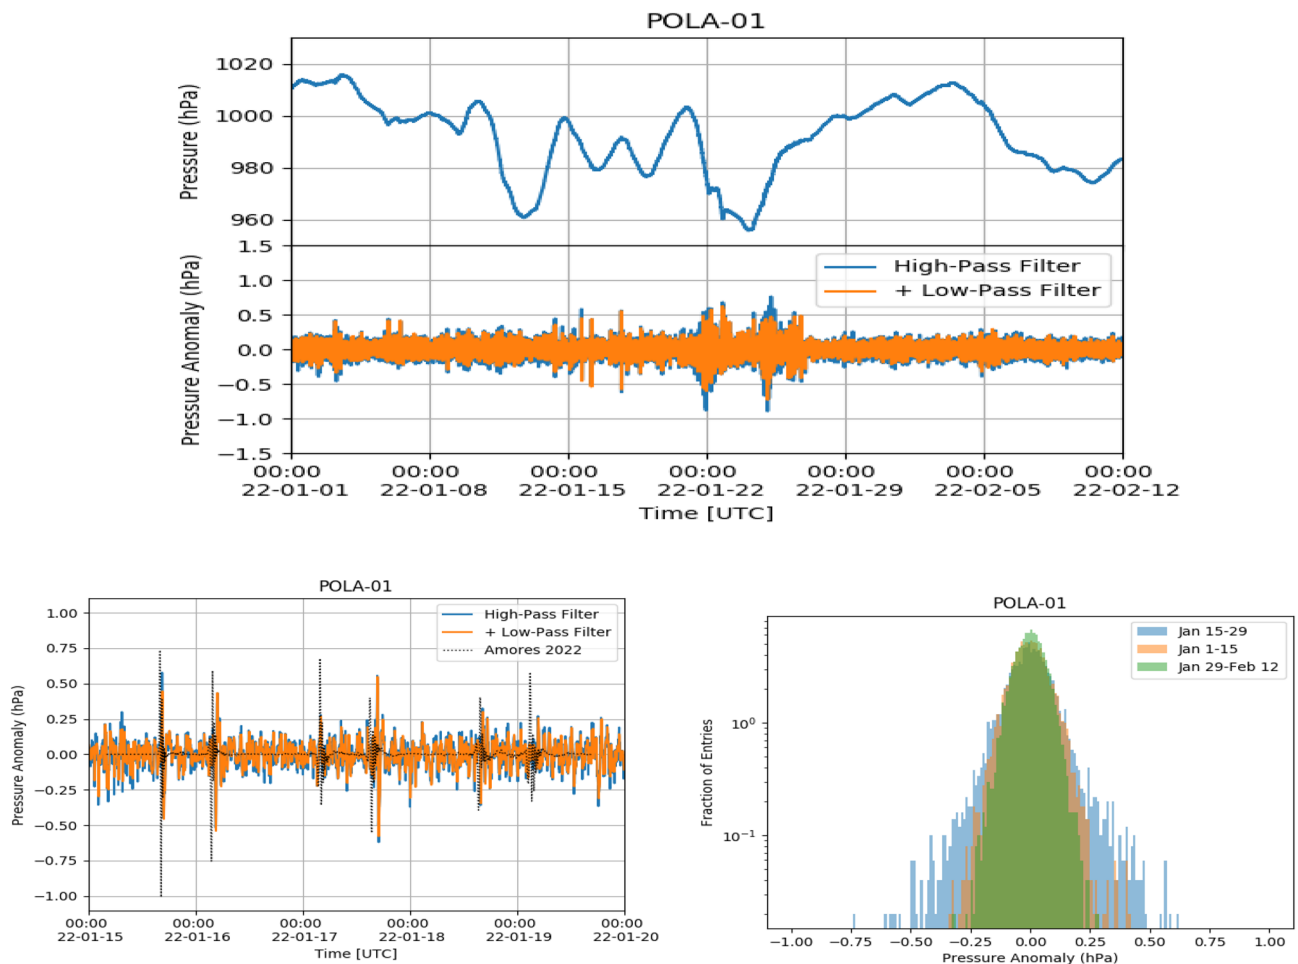 POLA-01
Pressure (hPa)
1020
1000
980
960
Pressure Anomaly (hPa)
1.5
1.0
0.5
0.0
−0.5
−1.0
−1.5
High-Pass Filter
+ Low-Pass Filter
00:00 00:00 00:00 00:00 00:00 00:00 00:00
22-01-01 22-01-08 22-01-15 22-01-22 22-01-29 22-02-05 22-02-12
Time [UTC]
POLA-01
Pressure Anomaly (hPa)
1.00
0.75
0.50
0.25
0.00
−0.25
−0.50
−0.75
−1.00
High-Pass Filter
+ Low-Pass Filter
Amores 2022
00:00 00:00 00:00 00:00 00:00 00:00
22-01-15 22-01-16 22-01-17 22-01-18 22-01-19 22-01-20
Time [UTC]
POLA-01
Fraction of Entries
10⁰
10⁻¹
Jan 15-29
Jan 1-15
Jan 29-Feb 12
−1.00 −0.75 −0.50 −0.25 0.00 0.25 0.50 0.75 1.00
Pressure Anomaly (hPa)